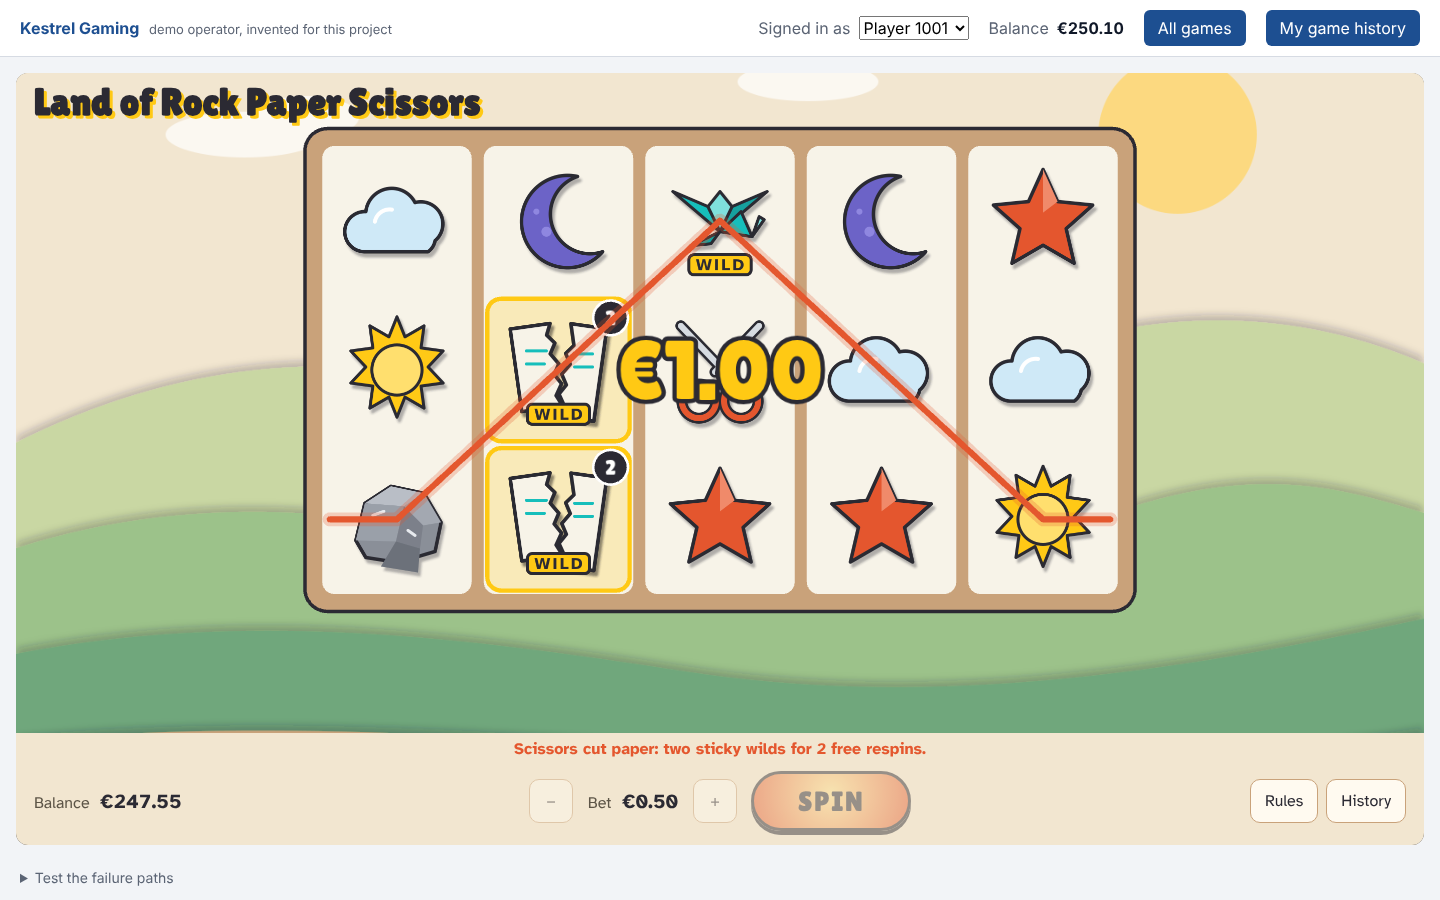 Kestrel Gaming demo operator, invented for this project
Signed in as Player 1001 Balance €250.10 All games My game history
Land of Rock Paper Scissors
WILD
€1.00
WILD
2
WILD
Scissors cut paper: two sticky wilds for 2 free respins.
Balance €247.55 − Bet €0.50 + SPIN Rules History
▶ Test the failure paths